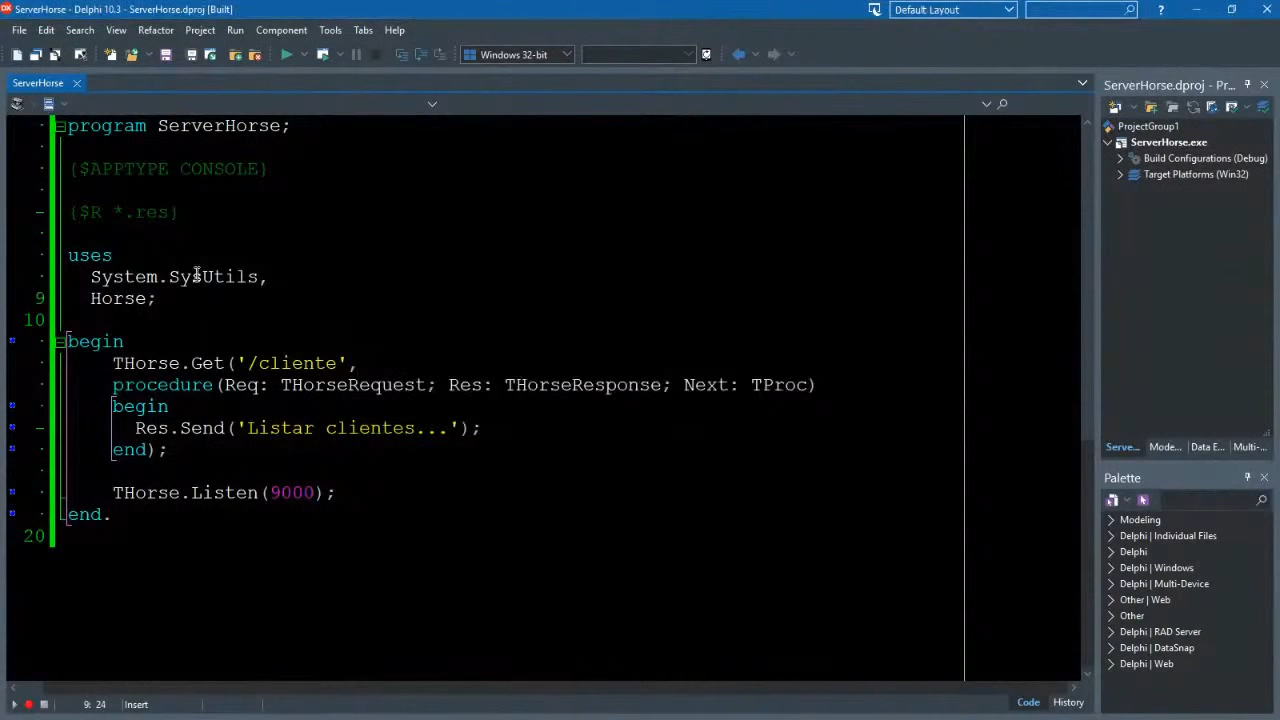 ServerHorse - Delphi 10.3 - ServerHorse.dproj [Built]
Default Layout
File Edit Search View Refactor Project Run Component Tools Tabs Help
Windows 32-bit
ServerHorse
ServerHorse.dproj - Pr...
ProjectGroup1
ServerHorse.exe
Build Configurations (Debug)
Target Platforms (Win32)
program ServerHorse;
{$APPTYPE CONSOLE}
{$R *.res}
uses
System.SysUtils,
9 Horse;
10
begin
THorse.Get('/cliente',
procedure(Req: THorseRequest; Res: THorseResponse; Next: TProc)
begin
Res.Send('Listar clientes...');
end);
THorse.Listen(9000);
end.
20
Serve... Mode... Data E... Multi-...
Palette
Modeling
Delphi | Individual Files
Delphi
Delphi | Windows
Delphi | Multi-Device
Other | Web
Other
Delphi | RAD Server
Delphi | DataSnap
Delphi | Web
9: 24 Insert
Code History